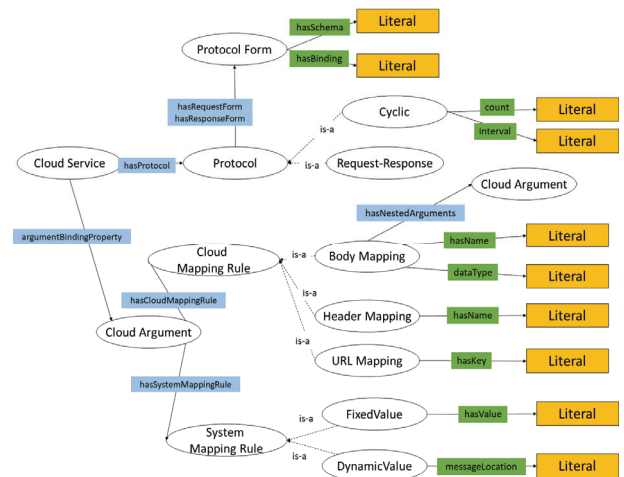 hasSchema
Literal
Protocol Form
hasBinding
Literal
hasRequestForm
hasResponseForm
Cyclic
count
Literal
interval
Literal
is-a
Cloud Service
hasProtocol
Protocol
is-a
Request-Response
Cloud Argument
hasNestedArguments
argumentBindingProperty
Cloud
Mapping Rule
is-a
Body Mapping
hasName
Literal
dataType
Literal
is-a
hasCloudMappingRule
Header Mapping
hasName
Literal
Cloud Argument
is-a
URL Mapping
hasKey
Literal
hasSystemMappingRule
is-a
FixedValue
hasValue
Literal
System
Mapping Rule
is-a
DynamicValue
messageLocation
Literal